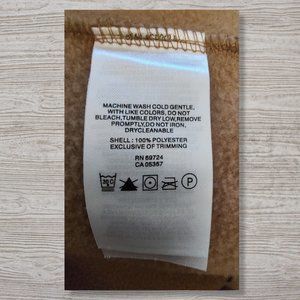 MACHINE WASH COLD GENTLE,
WITH LIKE COLORS, DO NOT
BLEACH,TUMBLE DRY LOW,REMOVE
PROMPTLY,DO NOT IRON,
DRYCLEANABLE
SHELL : 100% POLYESTER
EXCLUSIVE OF TRIMMING
RN 69724
CA 05357
P